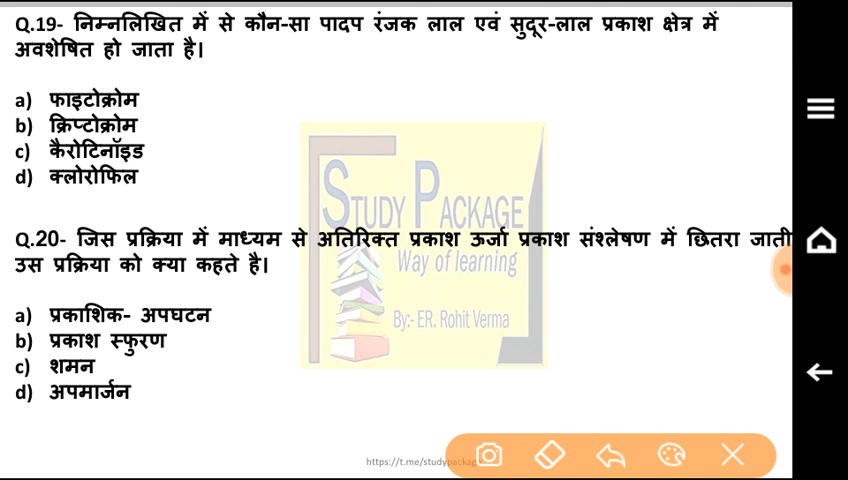 Q.19- निम्नलिखित में से कौन-सा पादप रंजक लाल एवं सुदूर-लाल प्रकाश क्षेत्र में
अवशेषित हो जाता है।
a) फाइटोक्रोम
b) क्रिप्टोक्रोम
c) कैरोटिनॉइड
d) क्लोरोफिल
STUDY PACKAGE
Q.20- जिस प्रक्रिया में माध्यम से अतिरिक्त प्रकाश ऊर्जा प्रकाश संश्लेषण में छितरा जाती
उस प्रक्रिया को क्या कहते है।
Way of learning
a) प्रकाशिक- अपघटन
By:- ER. Rohit Verma
b) प्रकाश स्फुरण
c) शमन
d) अपमार्जन
https://t.me/studypackag